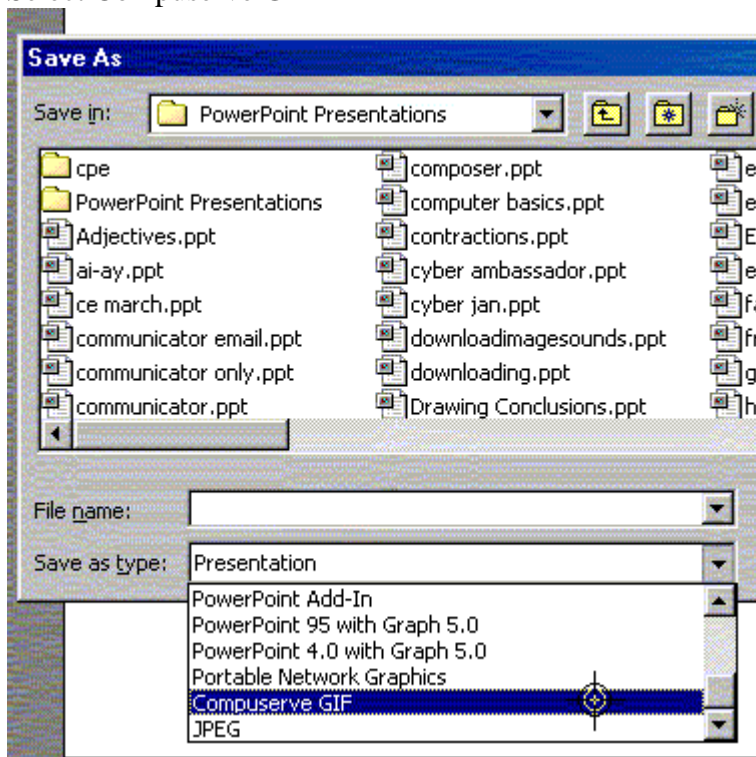 Save As
Save in: PowerPoint Presentations
cpe
PowerPoint Presentations
Adjectives.ppt
ai-ay.ppt
ce march.ppt
communicator email.ppt
communicator only.ppt
communicator.ppt
composer.ppt
computer basics.ppt
contractions.ppt
cyber ambassador.ppt
cyber jan.ppt
downloadimagesounds.ppt
downloading.ppt
Drawing Conclusions.ppt
File name:
Save as type: Presentation
PowerPoint Add-In
PowerPoint 95 with Graph 5.0
PowerPoint 4.0 with Graph 5.0
Portable Network Graphics
Compuserve GIF
JPEG